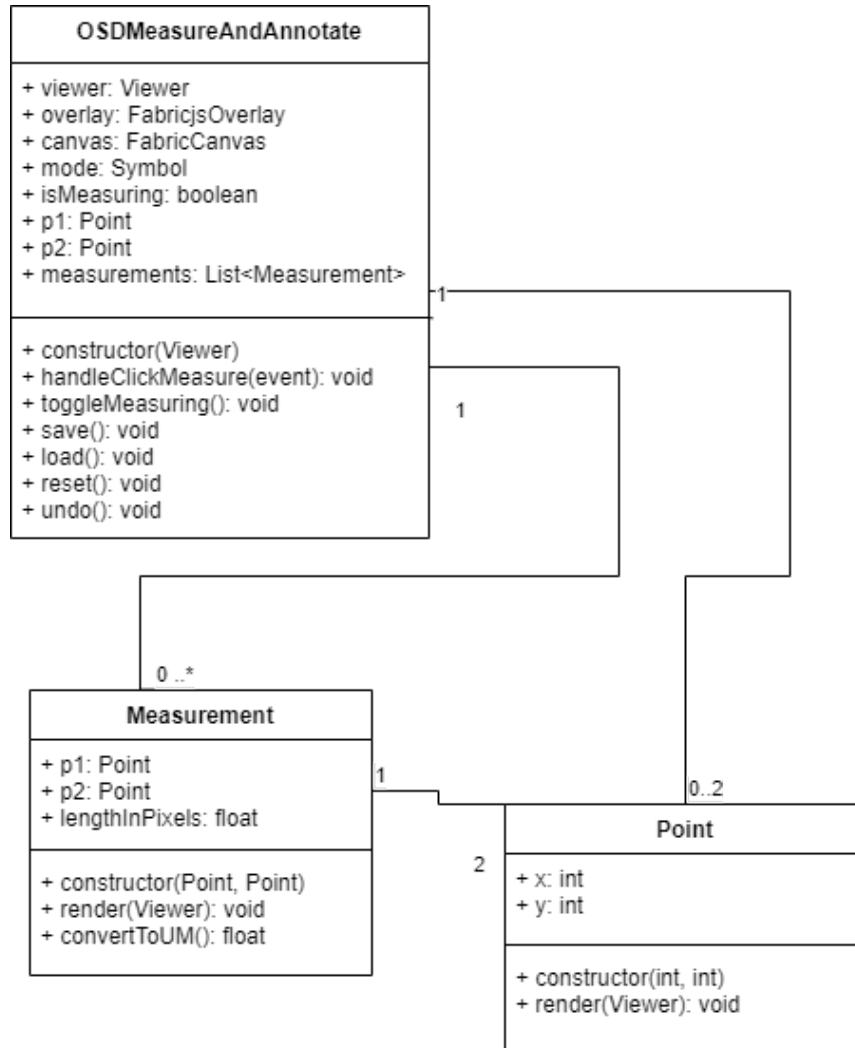 OSDMeasureAndAnnotate
+ viewer: Viewer
+ overlay: FabricjsOverlay
+ canvas: FabricCanvas
+ mode: Symbol
+ isMeasuring: boolean
+ p1: Point
+ p2: Point
+ measurements: List<Measurement>
1
+ constructor(Viewer)
+ handleClickMeasure(event): void
+ toggleMeasuring(): void
+ save(): void
+ load(): void
+ reset(): void
+ undo(): void
1
0 ..*
Measurement
+ p1: Point
+ p2: Point
+ lengthInPixels: float
+ constructor(Point, Point)
+ render(Viewer): void
+ convertToUM(): float
1
0..2
2
Point
+ x: int
+ y: int
+ constructor(int, int)
+ render(Viewer): void